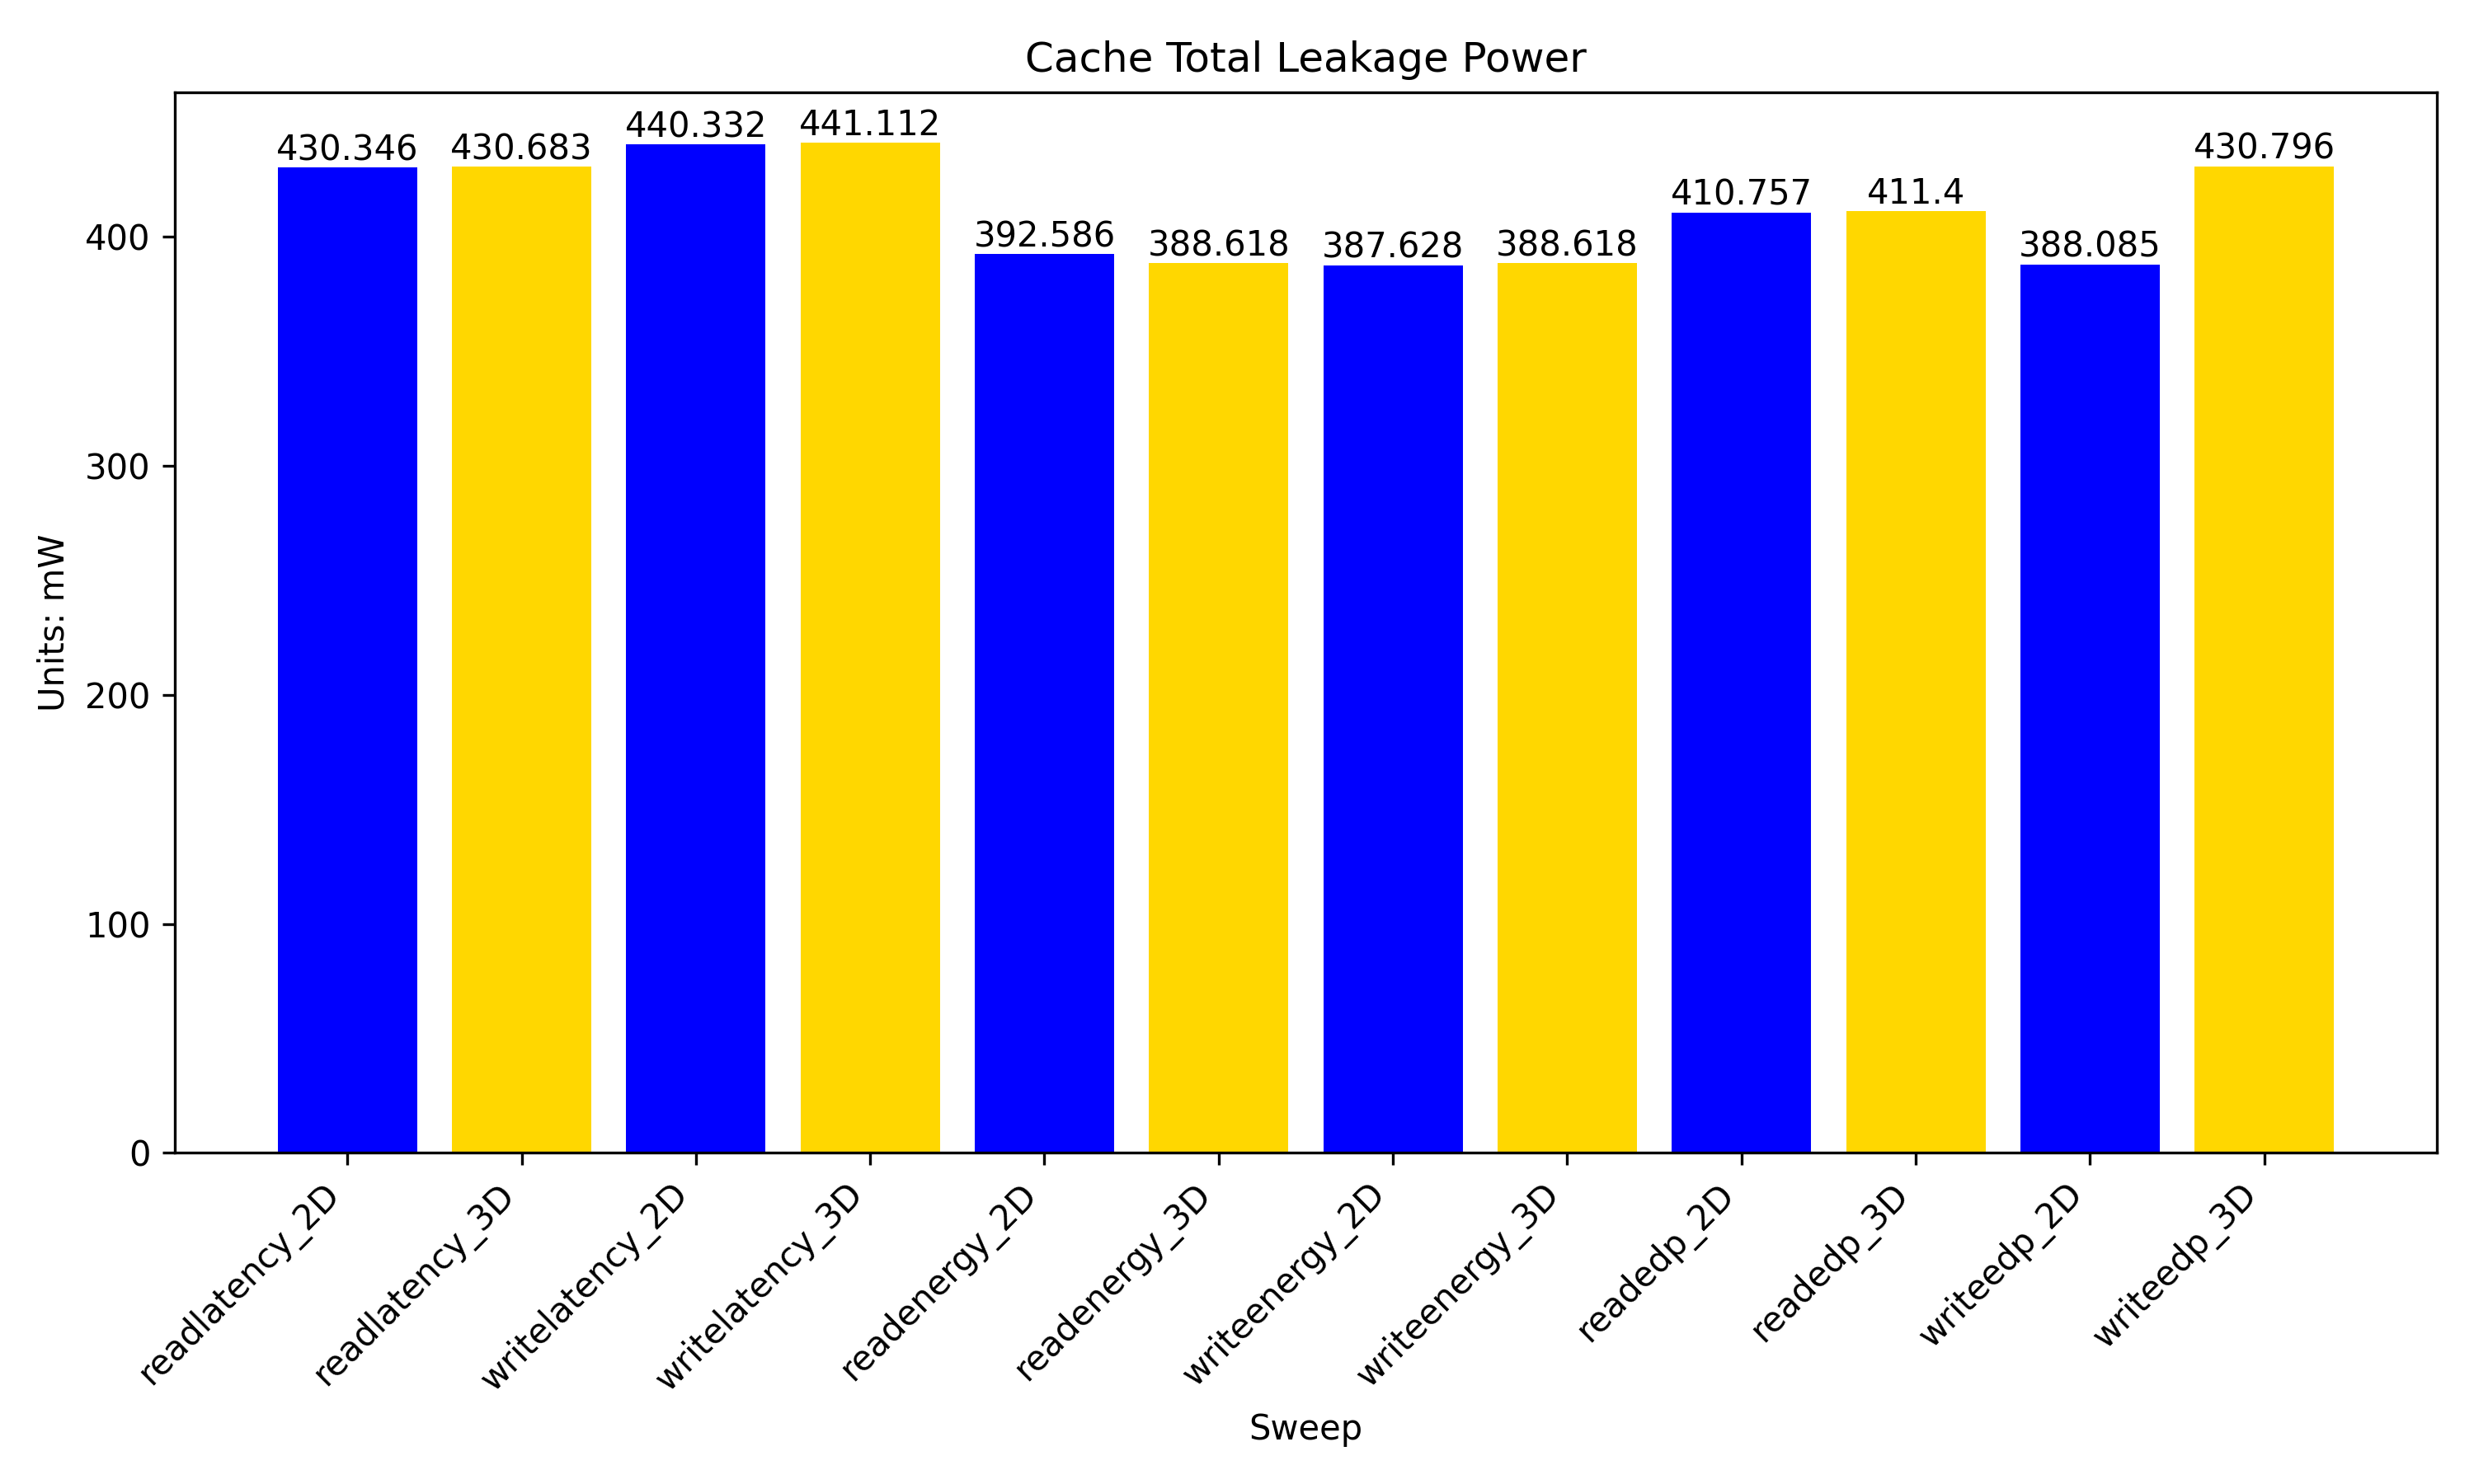 Cache Total Leakage Power
430.346
430.683
440.332
441.112
392.586
388.618
387.628
388.618
410.757
411.4
388.085
430.796
400
300
200
100
0
Units: mW
readlatency_2D
readlatency_3D
writelatency_2D
writelatency_3D
readenergy_2D
readenergy_3D
writeenergy_2D
writeenergy_3D
readedp_2D
readedp_3D
writeedp_2D
writeedp_3D
Sweep